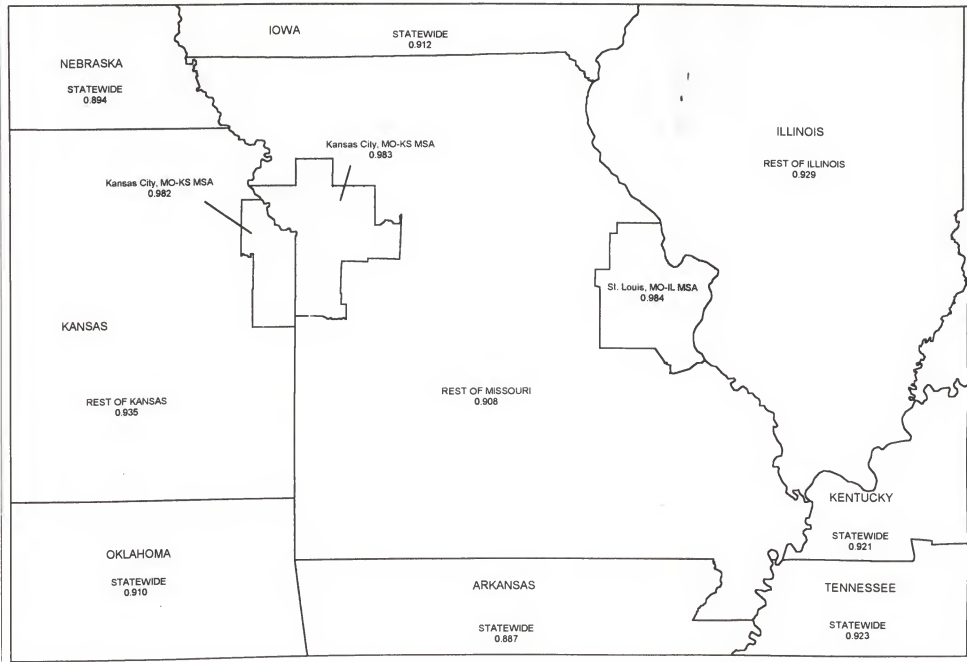 IOWA
STATEWIDE
0.912
NEBRASKA
STATEWIDE
0.894
ILLINOIS
REST OF ILLINOIS
0.929
Kansas City, MO-KS MSA
0.983
Kansas City, MO-KS MSA
0.982
St. Louis, MO-IL MSA
0.984
KANSAS
REST OF KANSAS
0.935
REST OF MISSOURI
0.908
KENTUCKY
STATEWIDE
0.921
OKLAHOMA
STATEWIDE
0.910
ARKANSAS
STATEWIDE
0.887
TENNESSEE
STATEWIDE
0.923